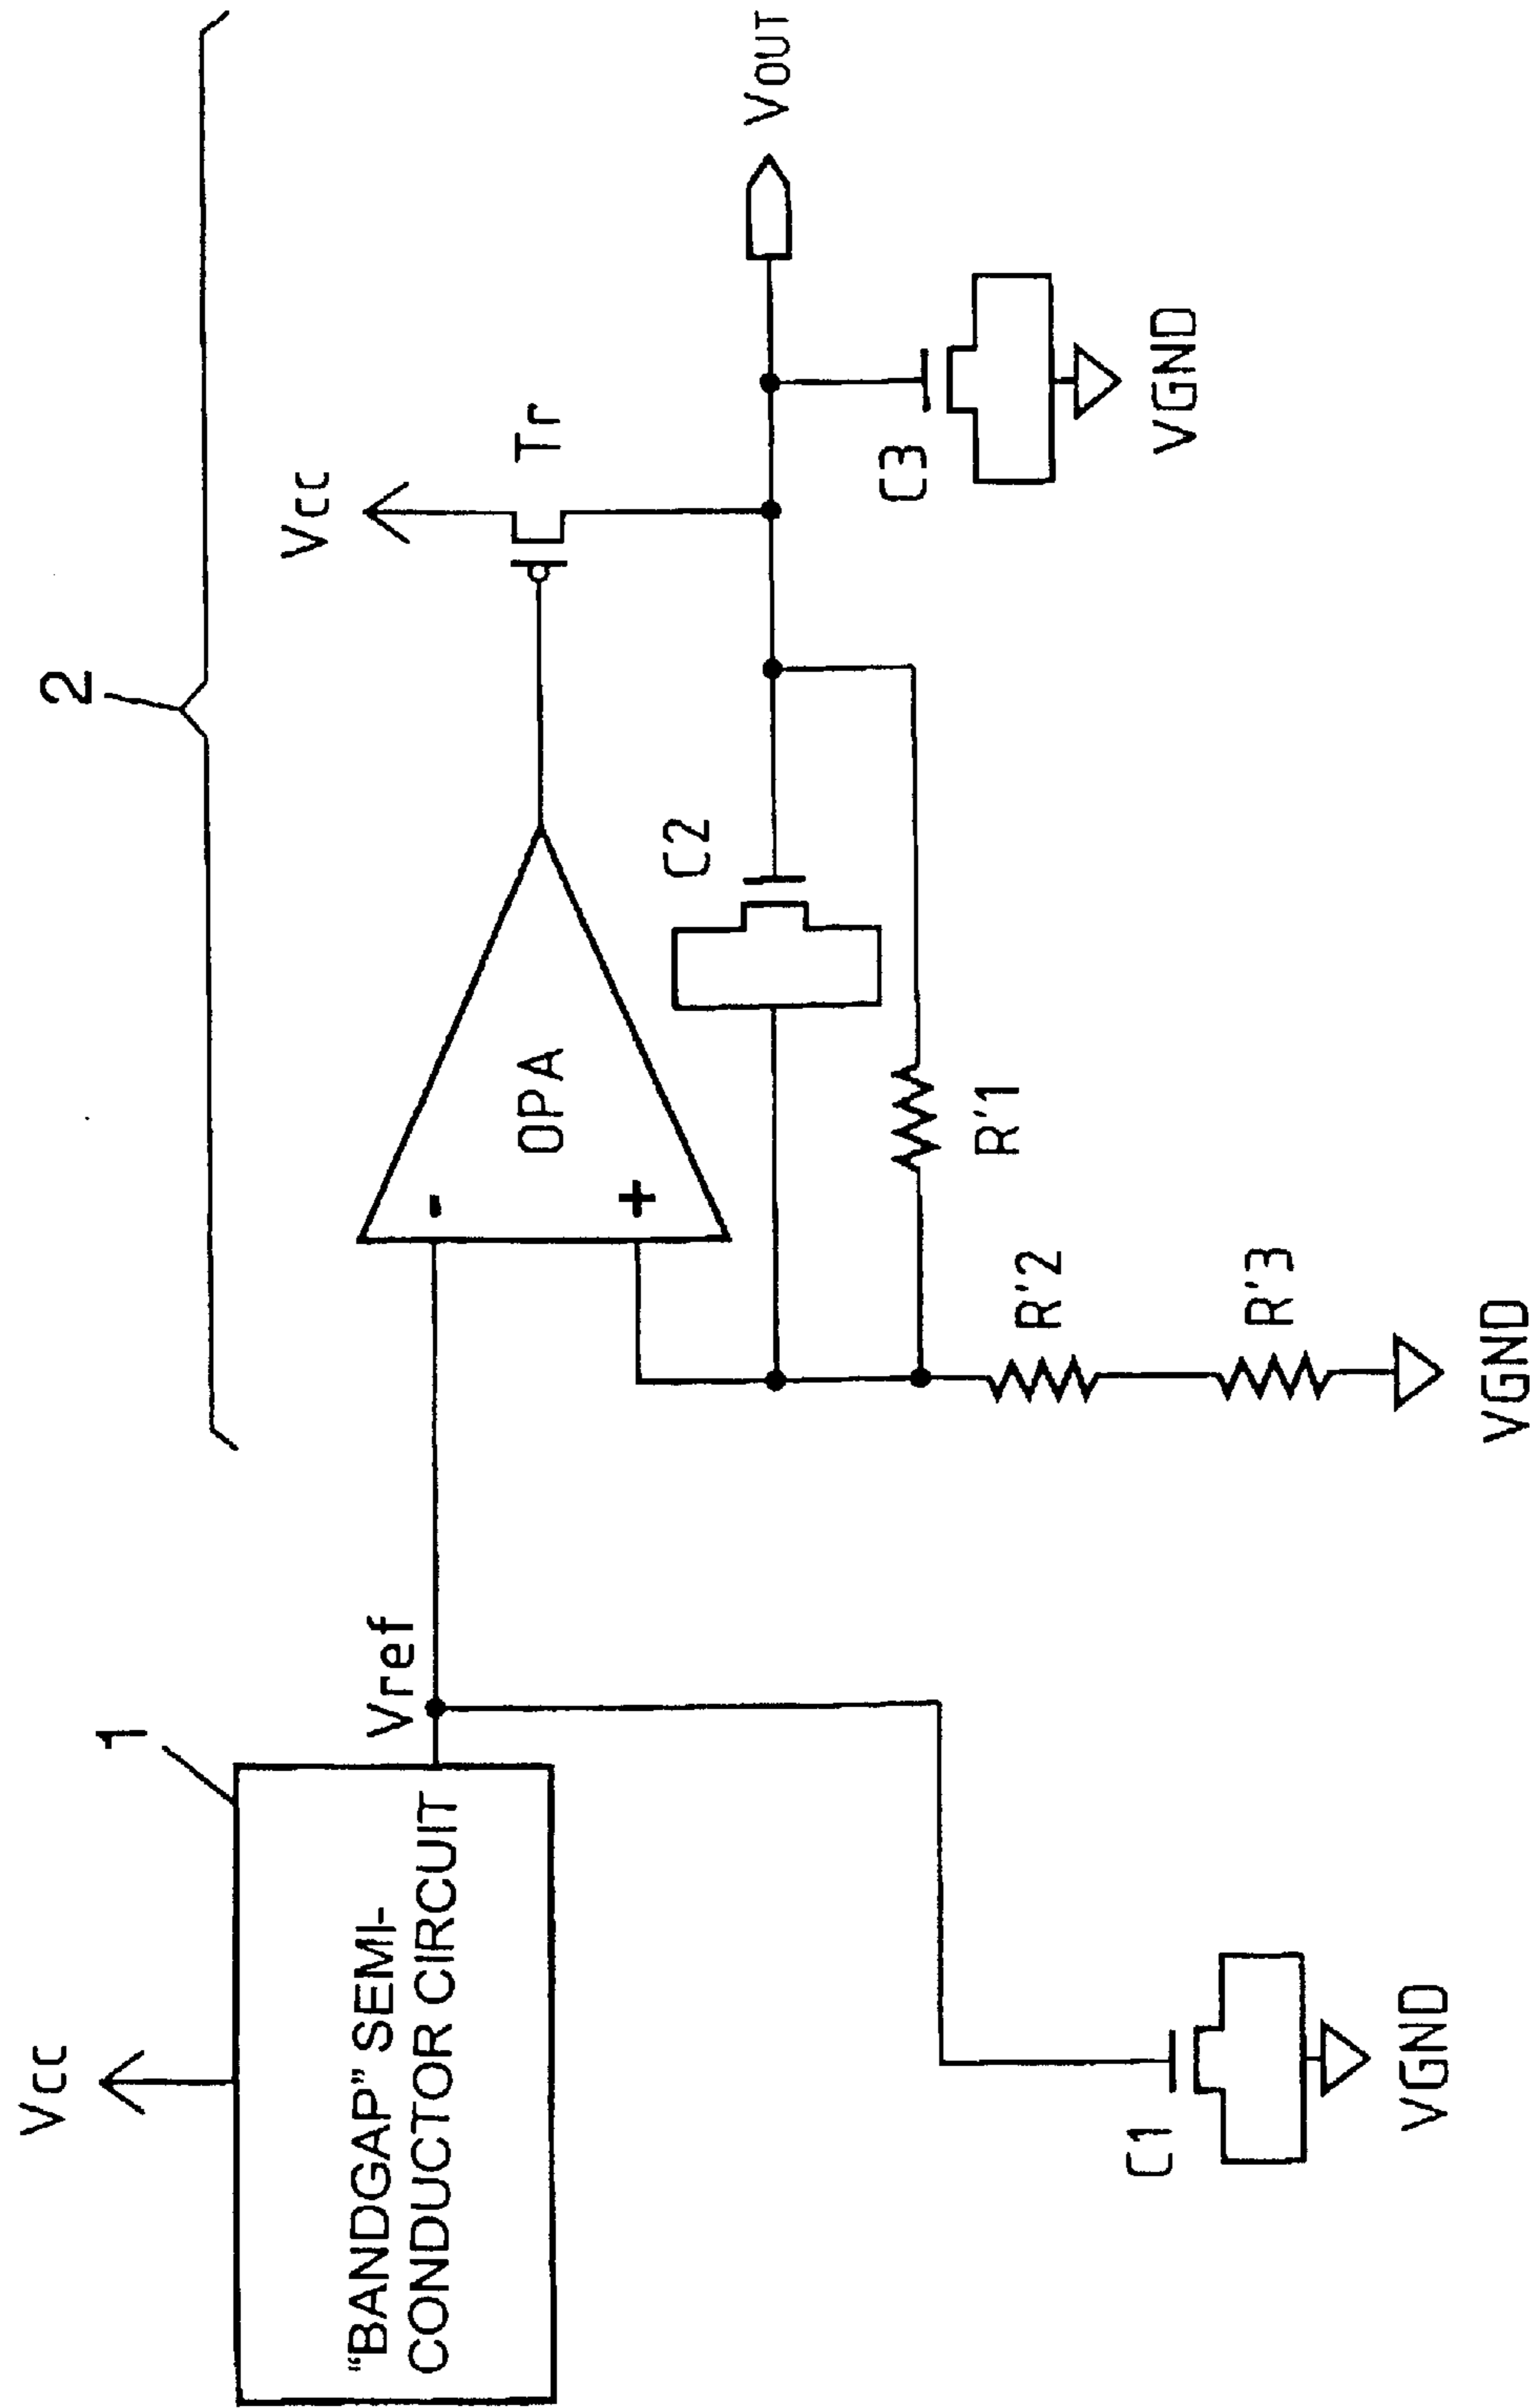 2
Vcc
Tr
VOUT
OPA
-
+
C2
C3
VGND
R'1
R'2
R'3
VGND
Vcc
1
Vref
"BANDGAP" SEMI-
CONDUCTOR CIRCUIT
C1
VGND